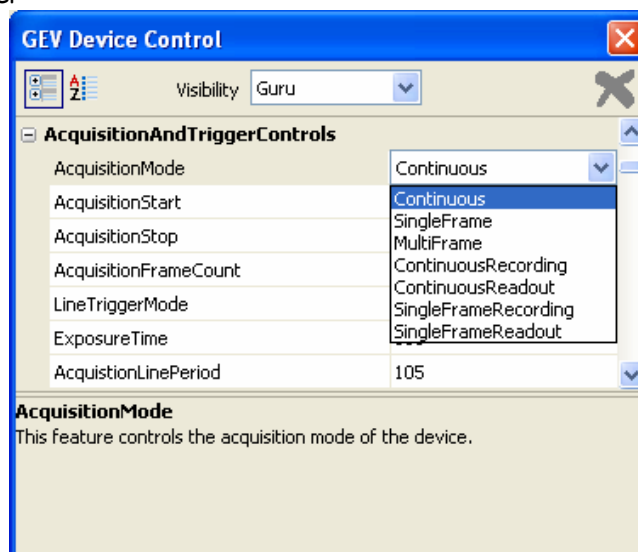 GEV Device Control
Visibility Guru
AcquisitionAndTriggerControls
AcquisitionMode Continuous
AcquisitionStart
AcquisitionStop
AcquisitionFrameCount
LineTriggerMode
ExposureTime
AcquistionLinePeriod 105
Continuous
SingleFrame
MultiFrame
ContinuousRecording
ContinuousReadout
SingleFrameRecording
SingleFrameReadout
AcquisitionMode
This feature controls the acquisition mode of the device.